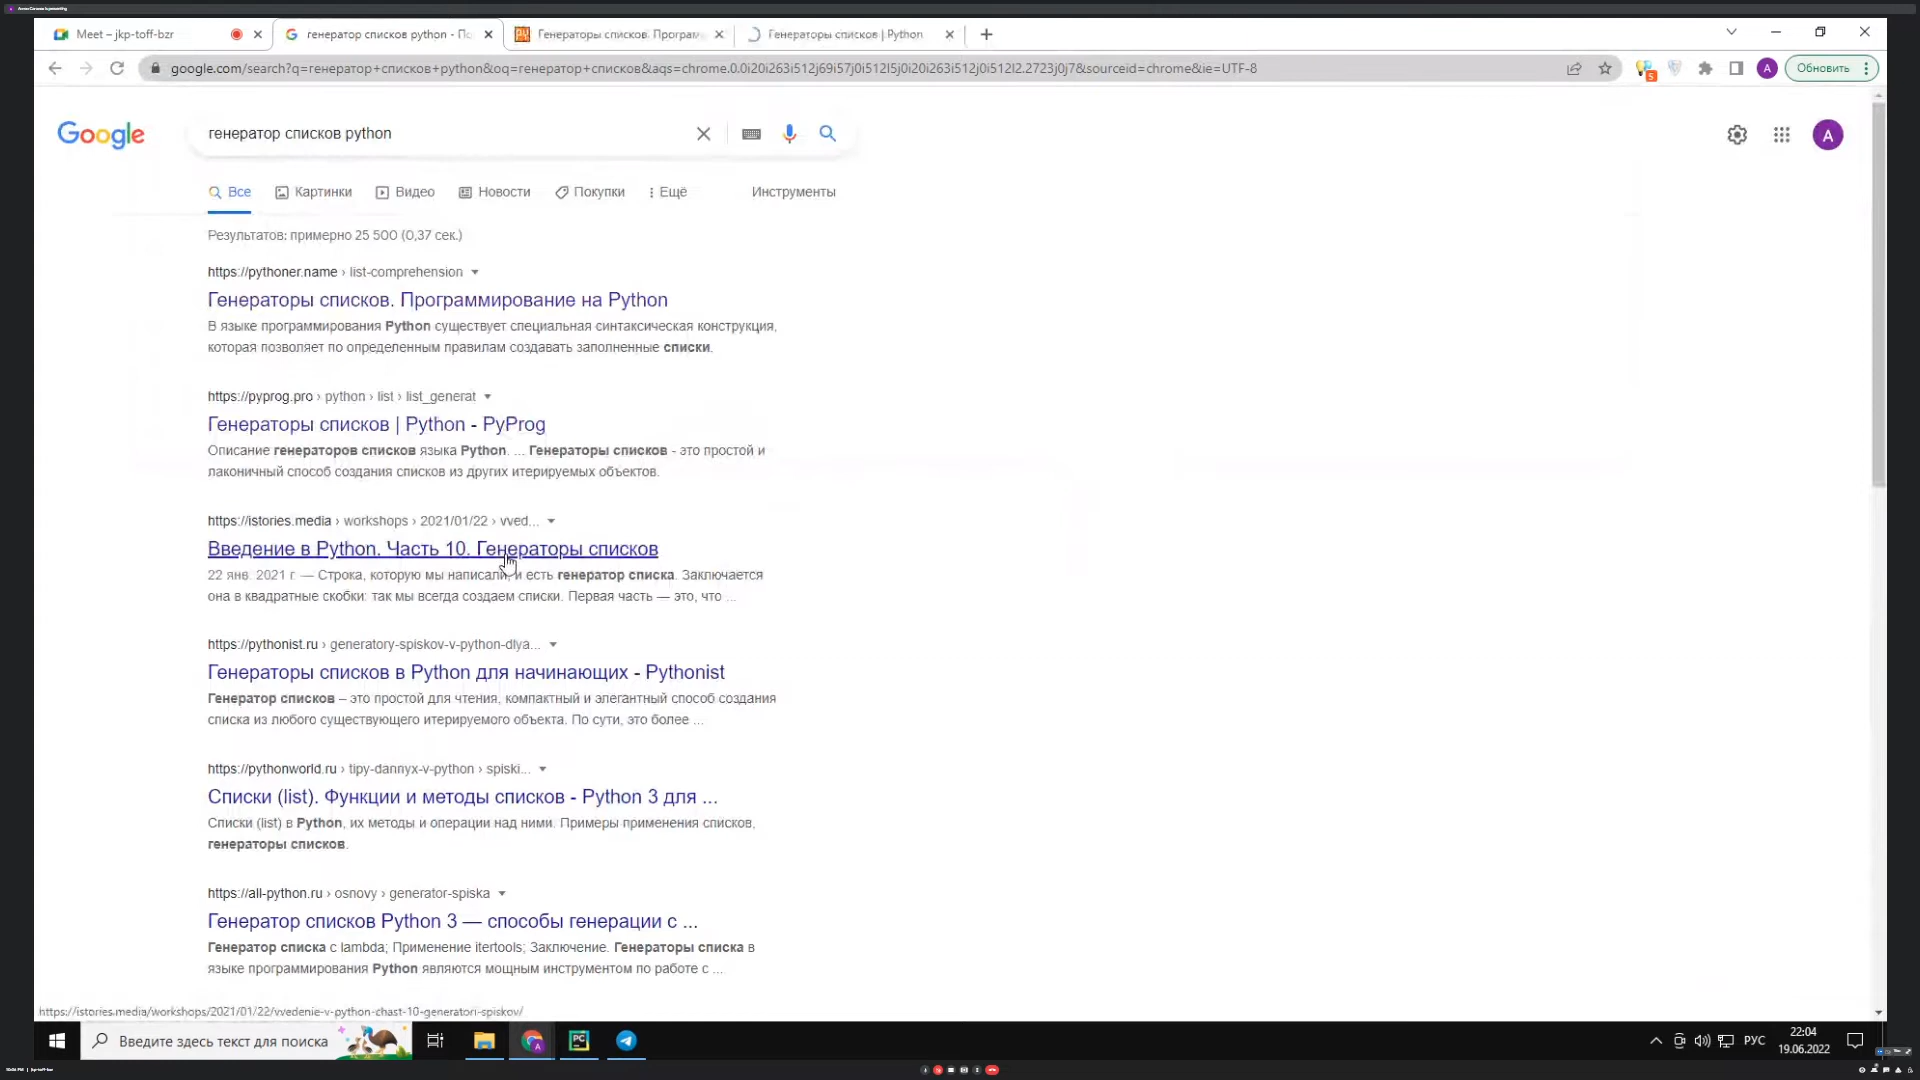 Meet – jkp-toff-bzr
генератор списков python - По
Генераторы списков. Програм
Генераторы списков | Python
google.com/search?q=генератор+списков+python&oq=генератор+списков&aqs=chrome.0.0i20i263i512j69i57j0i512l5j0i20i263i512j0i512l2.2723j0j7&sourceid=chrome&ie=UTF-8
5
A
Обновить
Google
генератор списков python
A
Все
Картинки
Видео
Новости
Покупки
Ещё
Инструменты
Результатов: примерно 25 500 (0,37 сек.)
https://pythoner.name › list-comprehension
Генераторы списков. Программирование на Python
В языке программирования Python существует специальная синтаксическая конструкция,
которая позволяет по определенным правилам создавать заполненные списки.
https://pyprog.pro › python › list › list_generat
Генераторы списков | Python - PyProg
Описание генераторов списков языка Python. ... Генераторы списков - это простой и
лаконичный способ создания списков из других итерируемых объектов.
https://istories.media › workshops › 2021/01/22 › vved...
Введение в Python. Часть 10. Генераторы списков
22 янв. 2021 г. — Строка, которую мы написали, и есть генератор списка. Заключается
она в квадратные скобки: так мы всегда создаем списки. Первая часть — это, что ...
https://pythonist.ru › generatory-spiskov-v-python-dlya...
Генераторы списков в Python для начинающих - Pythonist
Генератор списков – это простой для чтения, компактный и элегантный способ создания
списка из любого существующего итерируемого объекта. По сути, это более ...
https://pythonworld.ru › tipy-dannyx-v-python › spiski...
Списки (list). Функции и методы списков - Python 3 для ...
Списки (list) в Python, их методы и операции над ними. Примеры применения списков,
генераторы списков.
https://all-python.ru › osnovy › generator-spiska
Генератор списков Python 3 — способы генерации с ...
Генератор списка с lambda; Применение itertools; Заключение. Генераторы списка в
языке программирования Python являются мощным инструментом по работе с ...
https://istories.media/workshops/2021/01/22/vvedenie-v-python-chast-10-generatori-spiskov/
Введите здесь текст для поиска
A
PC
РУС
22:04
19.06.2022